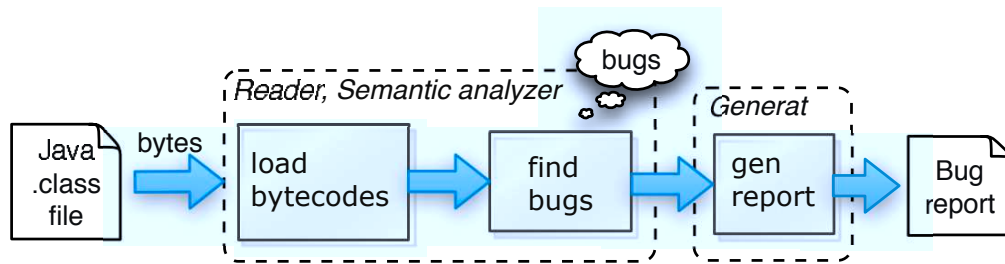 bugs
Reader, Semantic analyzer
Generat
Java
.class
file
bytes
load
bytecodes
find
bugs
gen
report
Bug
report